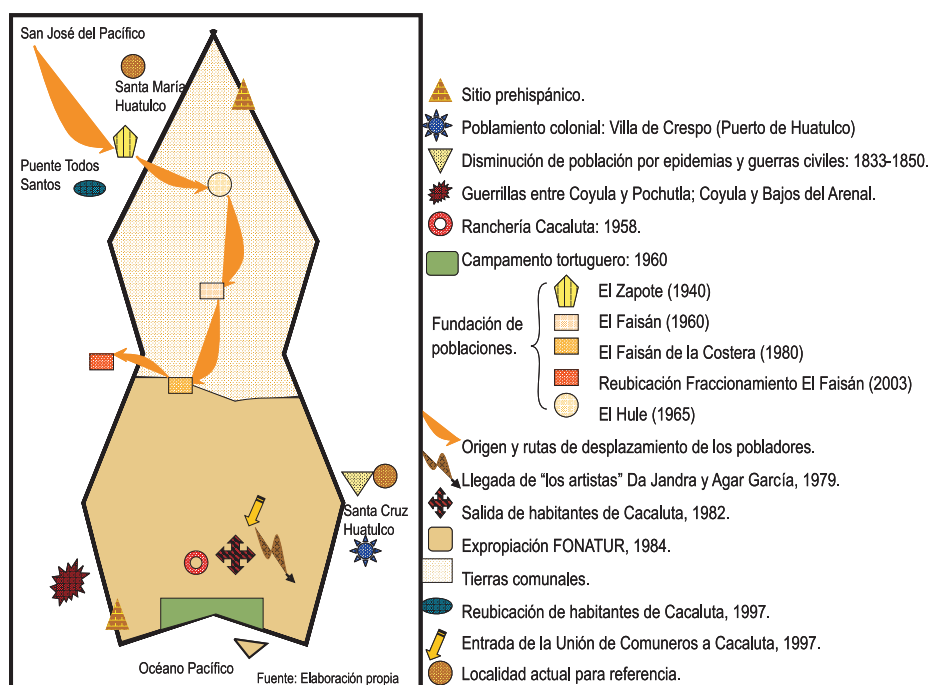 San José del Pacífico
Santa María
Huatulco
Puente Todos
Santos
Santa Cruz
Huatulco
Océano Pacífico
Fuente: Elaboración propia
Sitio prehispánico.
Poblamiento colonial: Villa de Crespo (Puerto de Huatulco)
Disminución de población por epidemias y guerras civiles: 1833-1850.
Guerrillas entre Coyula y Pochutla; Coyula y Bajos del Arenal.
Ranchería Cacaluta: 1958.
Campamento tortuguero: 1960
Fundación de
poblaciones.
El Zapote (1940)
El Faisán (1960)
El Faisán de la Costera (1980)
Reubicación Fraccionamiento El Faisán (2003)
El Hule (1965)
Origen y rutas de desplazamiento de los pobladores.
Llegada de “los artistas” Da Jandra y Agar García, 1979.
Salida de habitantes de Cacaluta, 1982.
Expropiación FONATUR, 1984.
Tierras comunales.
Reubicación de habitantes de Cacaluta, 1997.
Entrada de la Unión de Comuneros a Cacaluta, 1997.
Localidad actual para referencia.